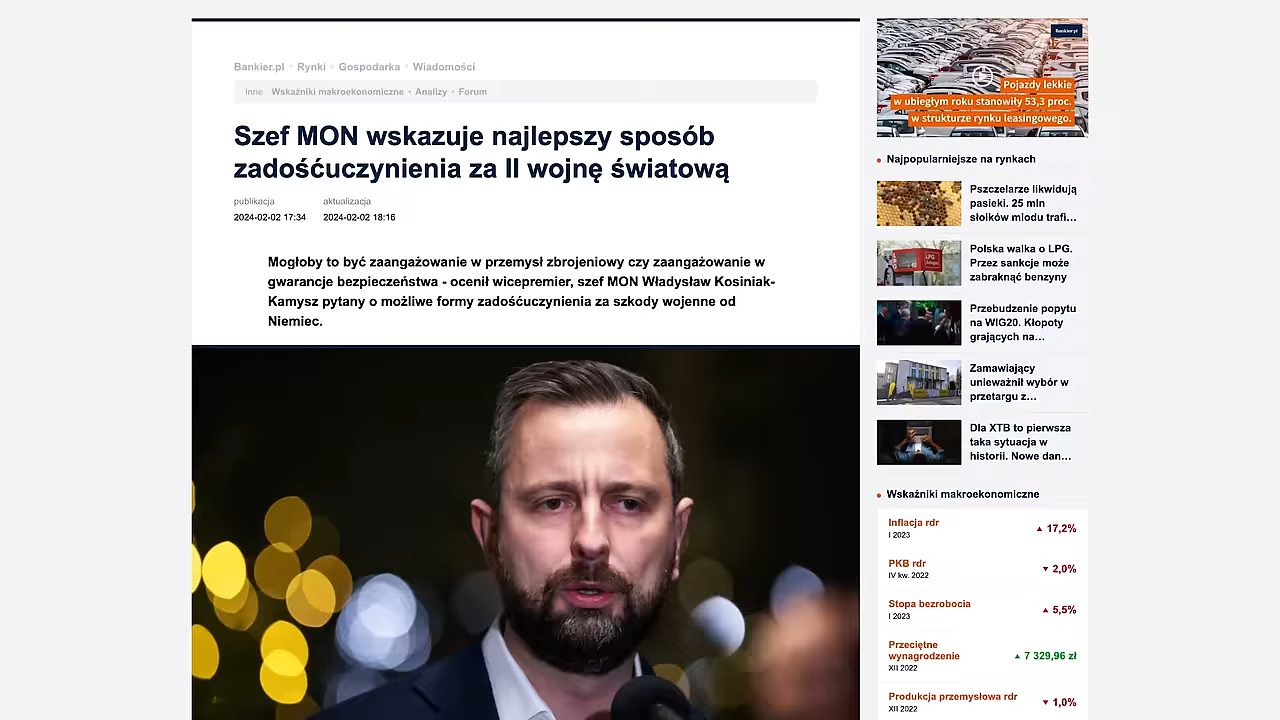 Bankier.pl • Rynki • Gospodarka • Wiadomości
Inne Wskaźniki makroekonomiczne • Analizy • Forum
Szef MON wskazuje najlepszy sposób
zadośćuczynienia za II wojnę światową
publikacja aktualizacja
2024-02-02 17:34 2024-02-02 18:16
Mogłoby to być zaangażowanie w przemysł zbrojeniowy czy zaangażowanie w
gwarancje bezpieczeństwa - ocenił wicepremier, szef MON Władysław Kosiniak-
Kamysz pytany o możliwe formy zadośćuczynienia za szkody wojenne od
Niemiec.
Bankier.pl
Pojazdy lekkie
w ubiegłym roku stanowiły 53,3 proc.
w strukturze rynku leasingowego.
Najpopularniejsze na rynkach
Pszczelarze likwidują
pasieki. 25 mln
słoików miodu trafi...
LPG
Polska walka o LPG.
Przez sankcje może
zabraknąć benzyny
Przebudzenie popytu
na WIG20. Kłopoty
grających na...
Zamawiający
unieważnił wybór w
przetargu z...
Dla XTB to pierwsza
taka sytuacja w
historii. Nowe dan...
Wskaźniki makroekonomiczne
Inflacja rdr ▲ 17,2%
I 2023
PKB rdr ▼ 2,0%
IV kw. 2022
Stopa bezrobocia ▲ 5,5%
I 2023
Przeciętne
wynagrodzenie ▲ 7 329,96 zł
XII 2022
Produkcja przemysłowa rdr ▼ 1,0%
XII 2022